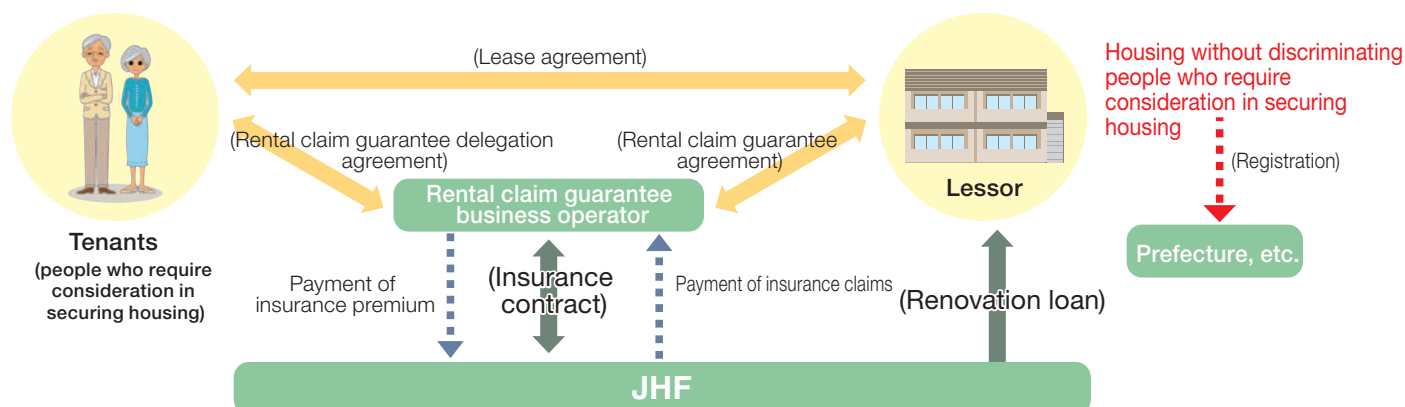 (Lease agreement)
Housing without discriminating
people who require
consideration in securing
housing
(Rental claim guarantee delegation
agreement)
(Rental claim guarantee
agreement)
(Registration)
Rental claim guarantee
business operator
Lessor
Tenants
(people who require
consideration in
securing housing)
Prefecture, etc.
Payment of
insurance premium
(Insurance
contract)
Payment of insurance claims
(Renovation loan)
JHF